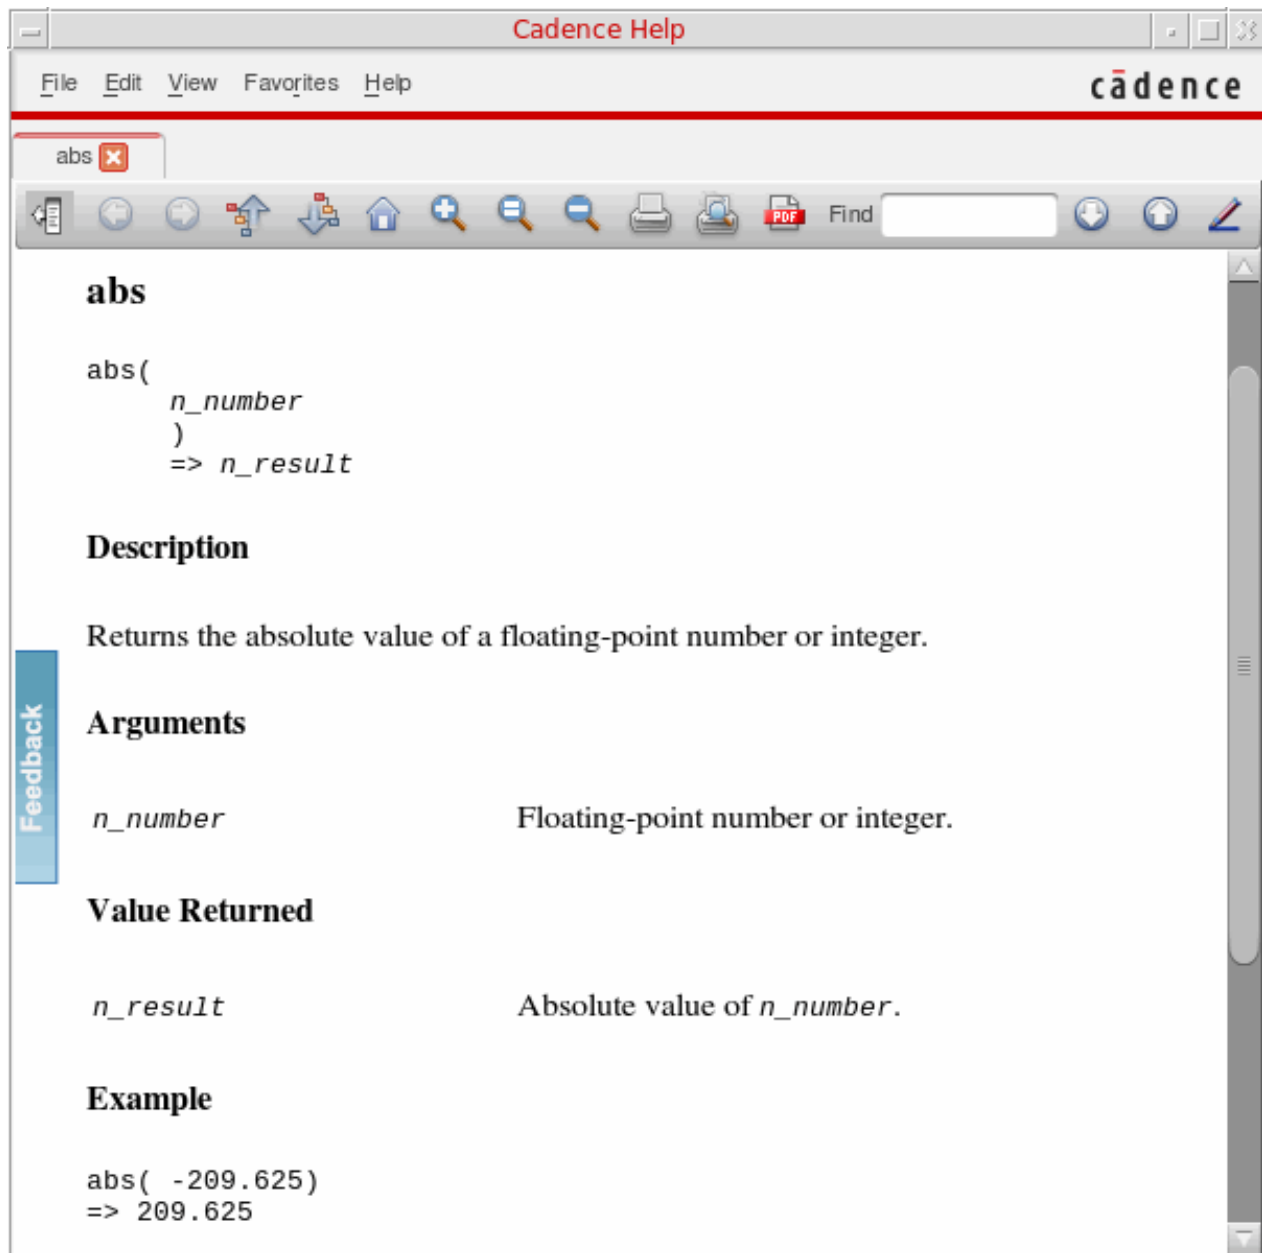 Cadence Help
File Edit View Favorites Help
cādence
abs
PDF Find
abs
abs(
n_number
)
=> n_result
Description
Returns the absolute value of a floating-point number or integer.
Feedback
Arguments
n_number Floating-point number or integer.
Value Returned
n_result Absolute value of n_number.
Example
abs( -209.625)
=> 209.625